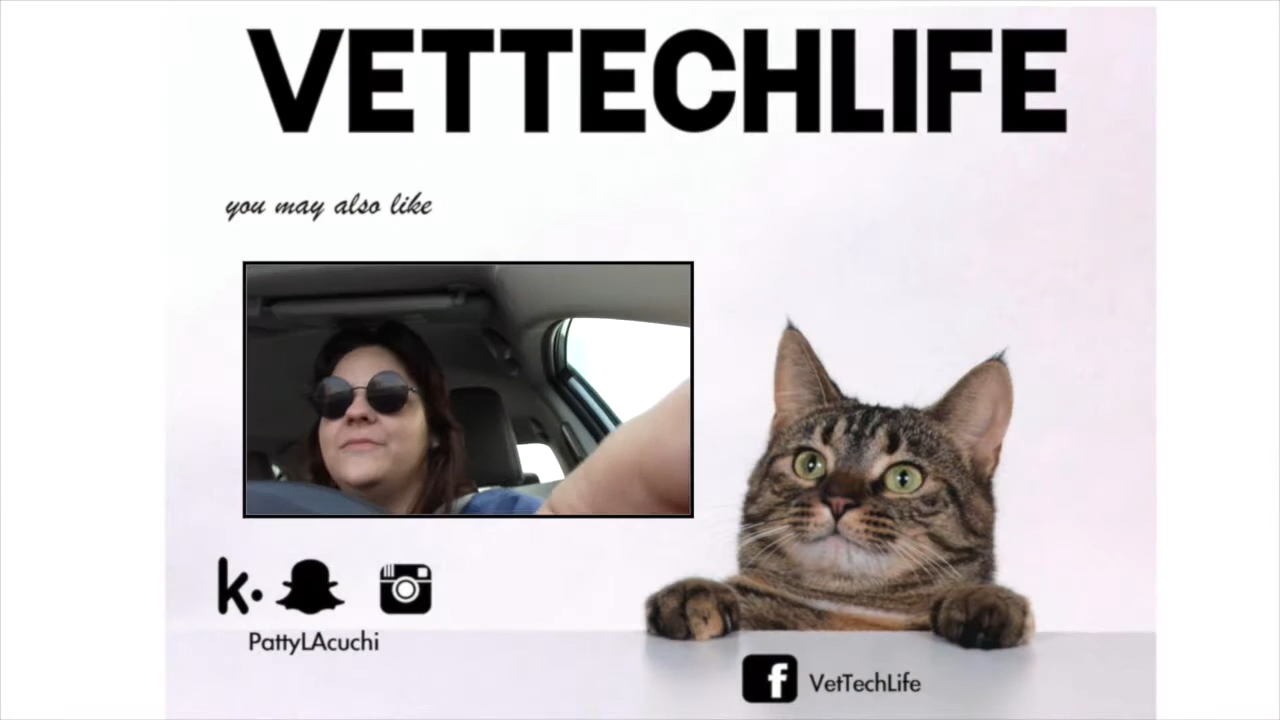 VETTECHLIFE
you may also like
k.
PattyLAcuchi
f VetTechLife